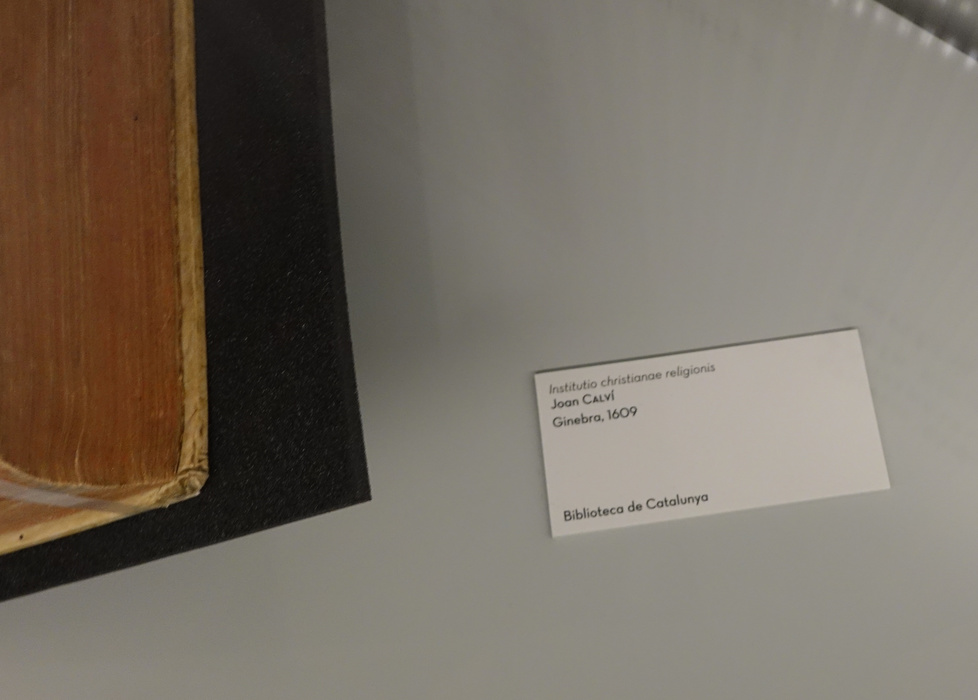 Institutio christianae religionis
Joan CALVÍ
Ginebra, 1609
Biblioteca de Catalunya